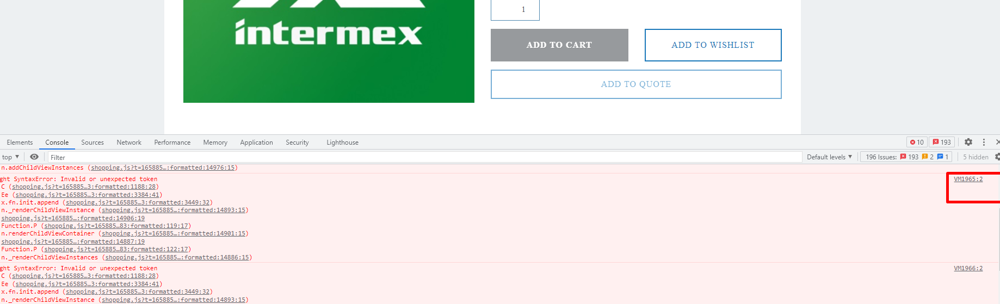 intermex
1
ADD TO CART
ADD TO WISHLIST
ADD TO QUOTE
Elements Console Sources Network Performance Memory Application Security Lighthouse 10 193
top Filter Default levels 196 Issues: 193 2 1 5 hidden
n.addChildViewInstances (shopping.js?t=165885…:formatted:14976:15)
ght SyntaxError: Invalid or unexpected token VM1965:2
C (shopping.js?t=165885…3:formatted:1188:28)
Ee (shopping.js?t=165885…3:formatted:3384:41)
x.fn.init.append (shopping.js?t=165885…3:formatted:3449:32)
n._renderChildViewInstance (shopping.js?t=165885…:formatted:14893:15)
shopping.js?t=165885…:formatted:14906:19
Function.P (shopping.js?t=165885…83:formatted:119:17)
n.renderChildViewContainer (shopping.js?t=165885…:formatted:14901:15)
shopping.js?t=165885…:formatted:14887:19
Function.P (shopping.js?t=165885…83:formatted:122:17)
n._renderChildViewInstances (shopping.js?t=165885…:formatted:14886:15)
ght SyntaxError: Invalid or unexpected token VM1966:2
C (shopping.js?t=165885…3:formatted:1188:28)
Ee (shopping.js?t=165885…3:formatted:3384:41)
x.fn.init.append (shopping.js?t=165885…3:formatted:3449:32)
n._renderChildViewInstance (shopping.js?t=165885…:formatted:14893:15)